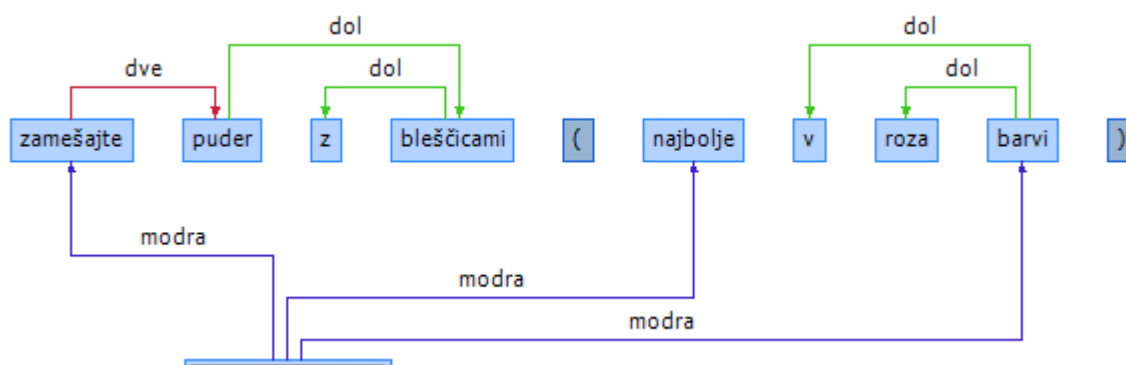 dol dol
dve dol dol
zamešajte puder z bleščicami ( najbolje v roza barvi )
modra
modra
modra